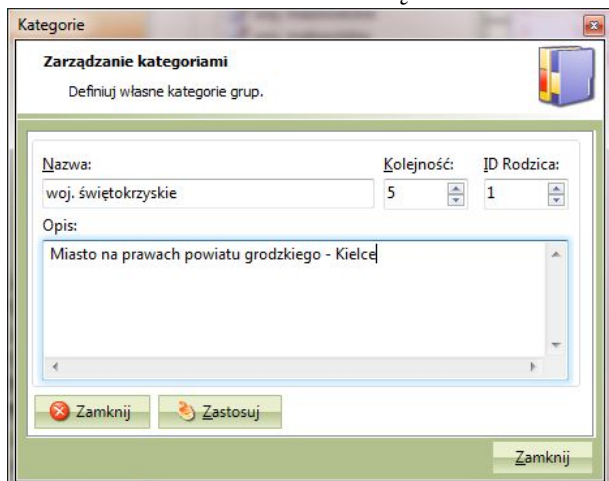 Kategorie
Zarządzanie kategoriami
Definiuj własne kategorie grup.
Nazwa: Kolejność: ID Rodzica:
woj. świętokrzyskie 5 1
Opis:
Miasto na prawach powiatu grodzkiego - Kielce
Zamknij Zastosuj
Zamknij